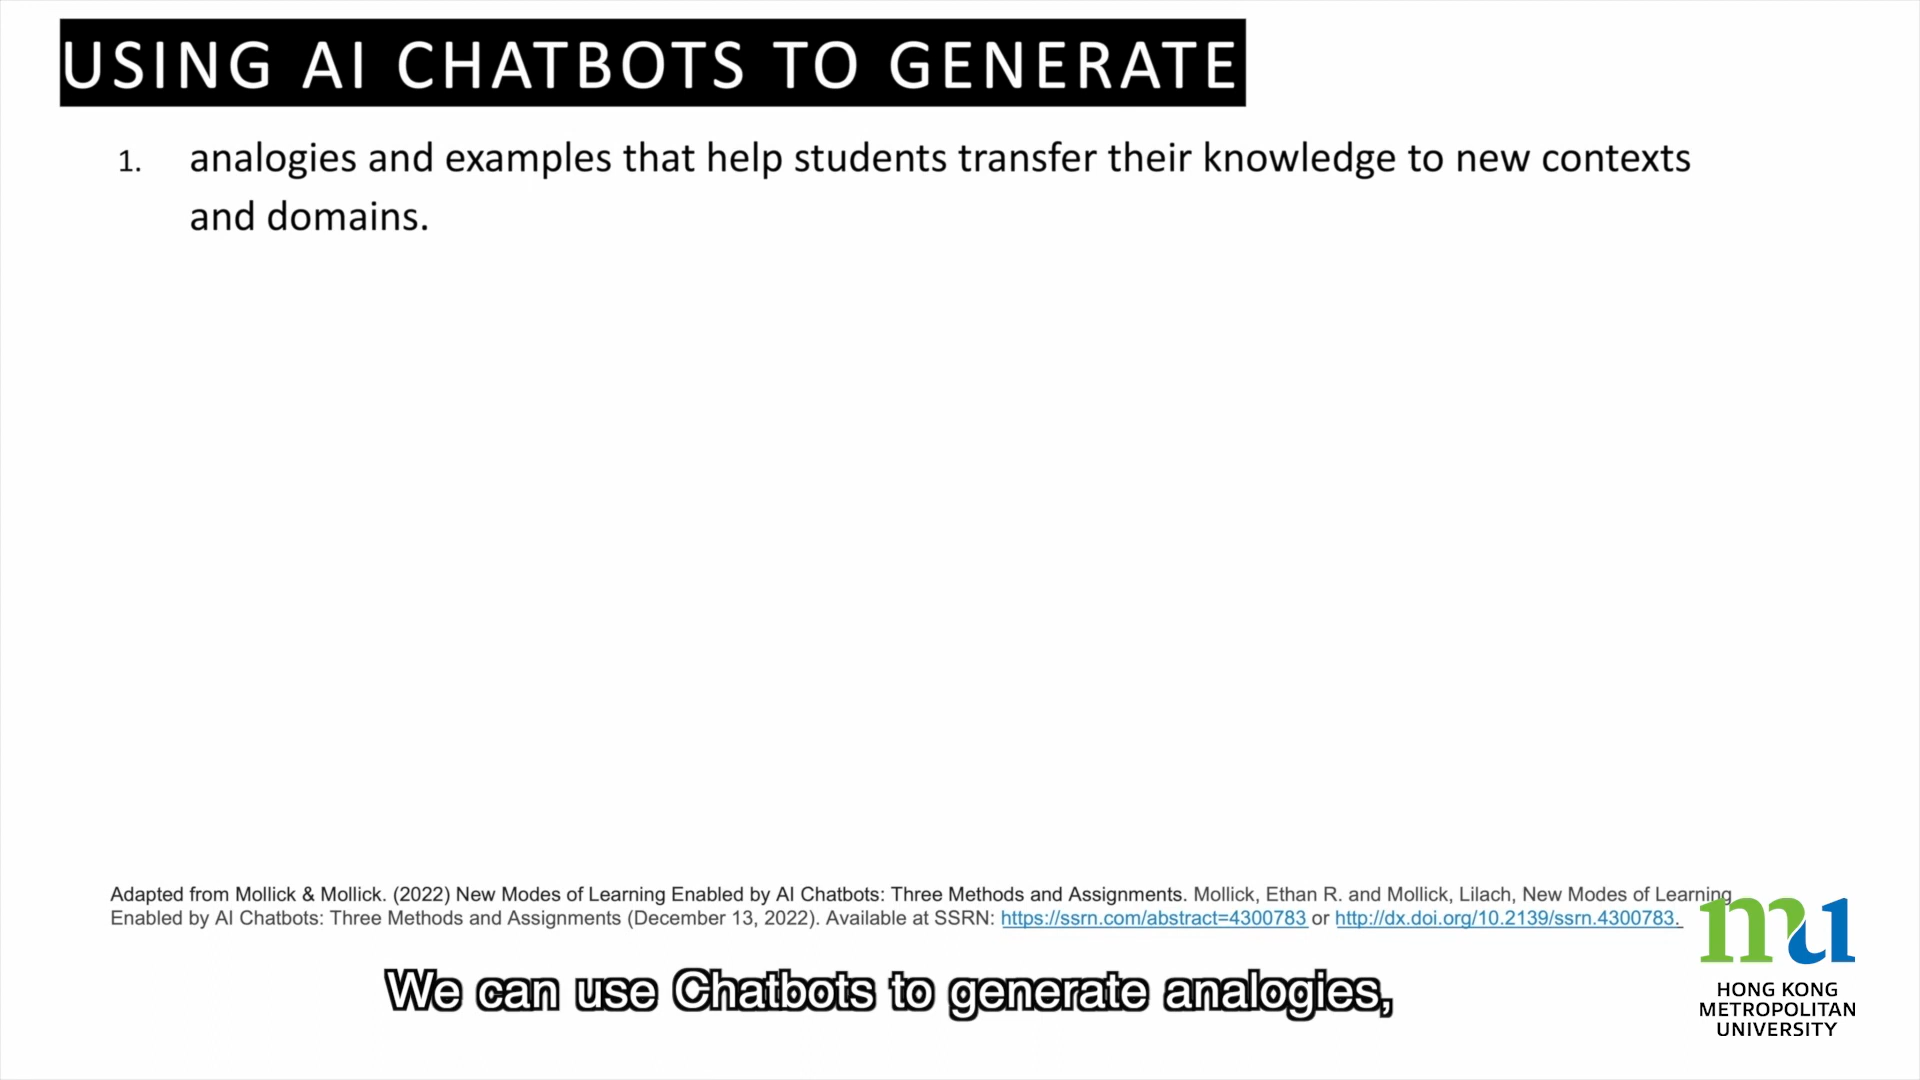 USING AI CHATBOTS TO GENERATE
1. analogies and examples that help students transfer their knowledge to new contexts
and domains.
Adapted from Mollick & Mollick. (2022) New Modes of Learning Enabled by AI Chatbots: Three Methods and Assignments. Mollick, Ethan R. and Mollick, Lilach, New Modes of Learning
Enabled by AI Chatbots: Three Methods and Assignments (December 13, 2022). Available at SSRN: https://ssrn.com/abstract=4300783 or http://dx.doi.org/10.2139/ssrn.4300783.
We can use Chatbots to generate analogies,
mu
HONG KONG
METROPOLITAN
UNIVERSITY